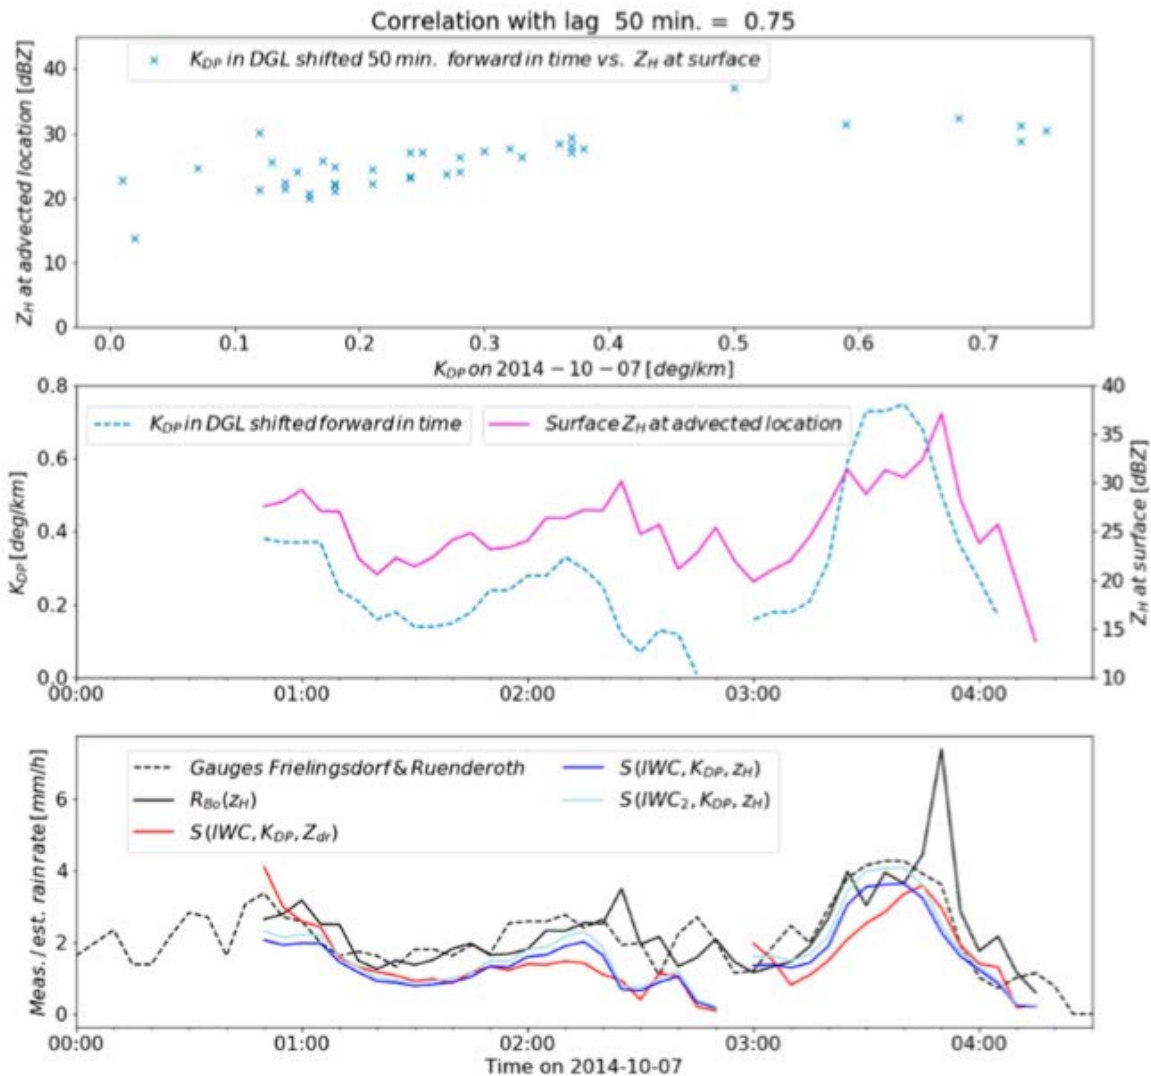 Correlation with lag 50 min. = 0.75
Z_H at advected location [dBZ]
40
30
20
10
0
K_DP in DGL shifted 50 min. forward in time vs. Z_H at surface
0.0 0.1 0.2 0.3 0.4 0.5 0.6 0.7
K_DP on 2014 − 10 − 07 [deg/km]
K_DP [deg/km]
0.8
0.6
0.4
0.2
0.0
K_DP in DGL shifted forward in time
Surface Z_H at advected location
40
35
30
25
20
15
10
Z_H at surface [dBZ]
00:00 01:00 02:00 03:00 04:00
Meas. / est. rain rate [mm/h]
6
4
2
0
Gauges Frielingsdorf & Ruenderoth
R_Bo(z_H)
S(IWC, K_DP, Z_dr)
S(IWC, K_DP, z_H)
S(IWC_2, K_DP, z_H)
00:00 01:00 02:00 03:00 04:00
Time on 2014-10-07